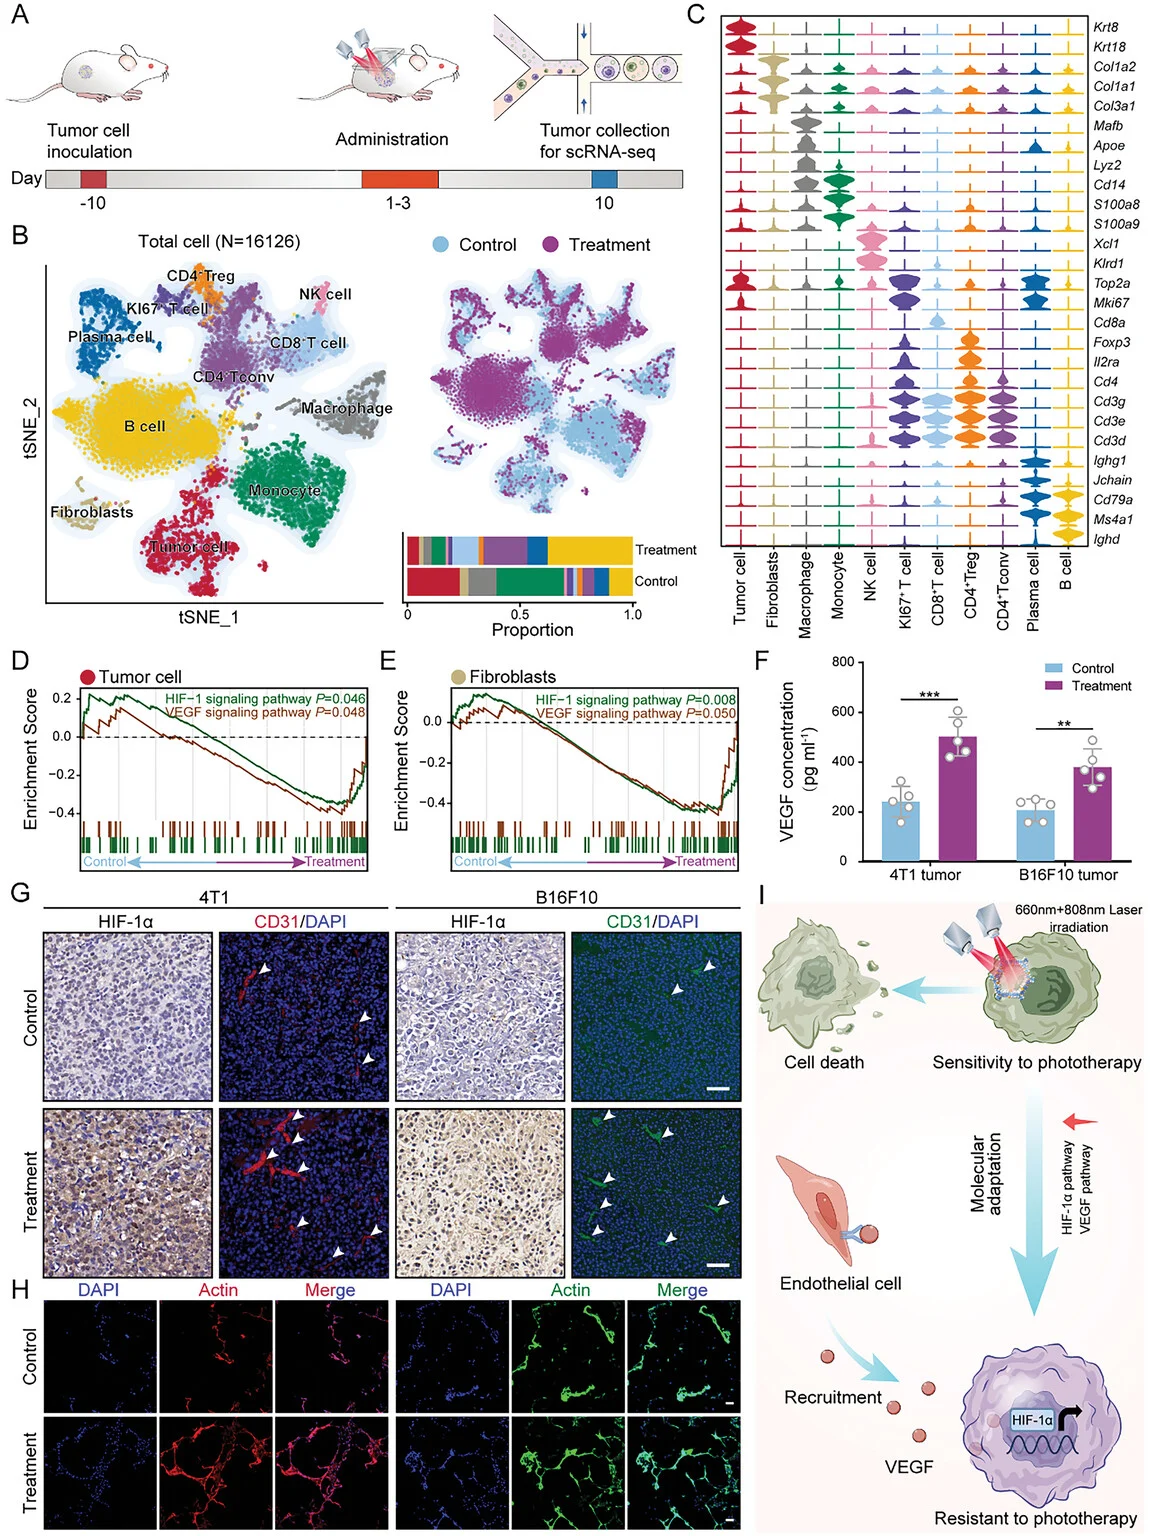 A
Tumor cell
inoculation
Administration
Tumor collection
for scRNA-seq
Day
-10
1-3
10
B
Total cell (N=16126)
Control
Treatment
CD4+Treg
KI67+ T cell
NK cell
Plasma cell
CD8+T cell
CD4+Tconv
Macrophage
B cell
Monocyte
Fibroblasts
Tumor cell
tSNE_2
tSNE_1
Treatment
Control
0
0.5
1.0
Proportion
C
Krt8
Krt18
Col1a2
Col1a1
Col3a1
Mafb
Apoe
Lyz2
Cd14
S100a8
S100a9
Xcl1
Klrd1
Top2a
Mki67
Cd8a
Foxp3
Il2ra
Cd4
Cd3g
Cd3e
Cd3d
Ighg1
Jchain
Cd79a
Ms4a1
Ighd
Tumor cell
Fibroblasts
Macrophage
Monocyte
NK cell
KI67+ T cell
CD8+T cell
CD4+Treg
CD4+Tconv
Plasma cell
B cell
D
Tumor cell
Enrichment Score
0.2
0.0
−0.2
−0.4
HIF-1 signaling pathway P=0.046
VEGF signaling pathway P=0.048
Control
Treatment
E
Fibroblasts
Enrichment Score
0.0
−0.2
−0.4
HIF-1 signaling pathway P=0.008
VEGF signaling pathway P=0.050
Control
Treatment
F
VEGF concentration
(pg ml-1)
800
600
400
200
0
Control
Treatment
***
**
4T1 tumor
B16F10 tumor
G
4T1
B16F10
HIF-1α
CD31/DAPI
HIF-1α
CD31/DAPI
Control
Treatment
H
DAPI
Actin
Merge
DAPI
Actin
Merge
Control
Treatment
I
660nm+808nm Laser
irradiation
Cell death
Sensitivity to phototherapy
Molecular
adaptation
HIF-1α pathway
VEGF pathway
Endothelial cell
Recruitment
VEGF
HIF-1α
Resistant to phototherapy